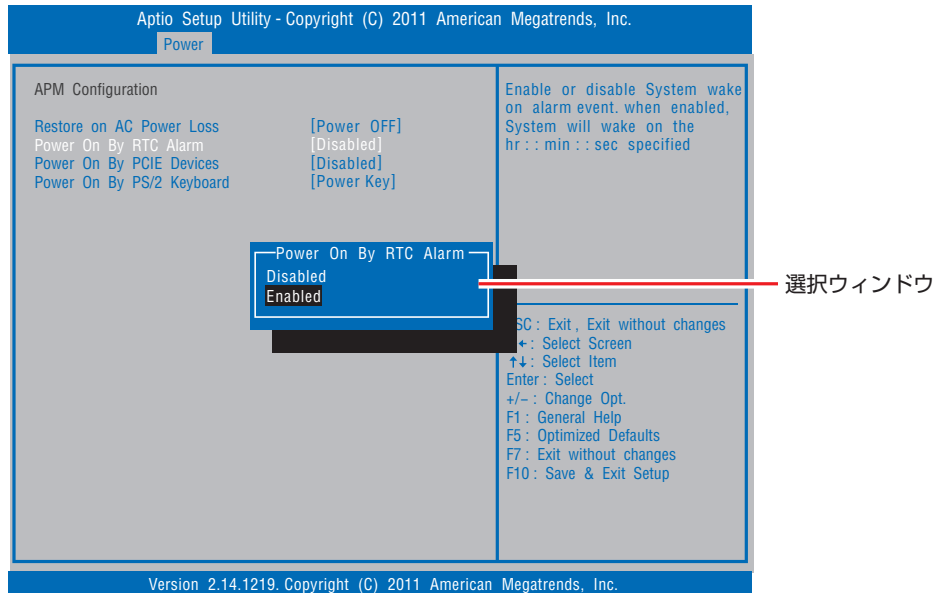 Aptio Setup Utility - Copyright (C) 2011 American Megatrends, Inc.
Power
APM Configuration
Restore on AC Power Loss [Power OFF]
Power On By RTC Alarm [Disabled]
Power On By PCIE Devices [Disabled]
Power On By PS/2 Keyboard [Power Key]
Enable or disable System wake
on alarm event. when enabled,
System will wake on the
hr : : min : : sec specified
Power On By RTC Alarm
Disabled
Enabled
選択ウィンドウ
SC : Exit , Exit without changes
←: Select Screen
↑↓: Select Item
Enter : Select
+/− : Change Opt.
F1 : General Help
F5 : Optimized Defaults
F7 : Exit without changes
F10 : Save & Exit Setup
Version 2.14.1219. Copyright (C) 2011 American Megatrends, Inc.